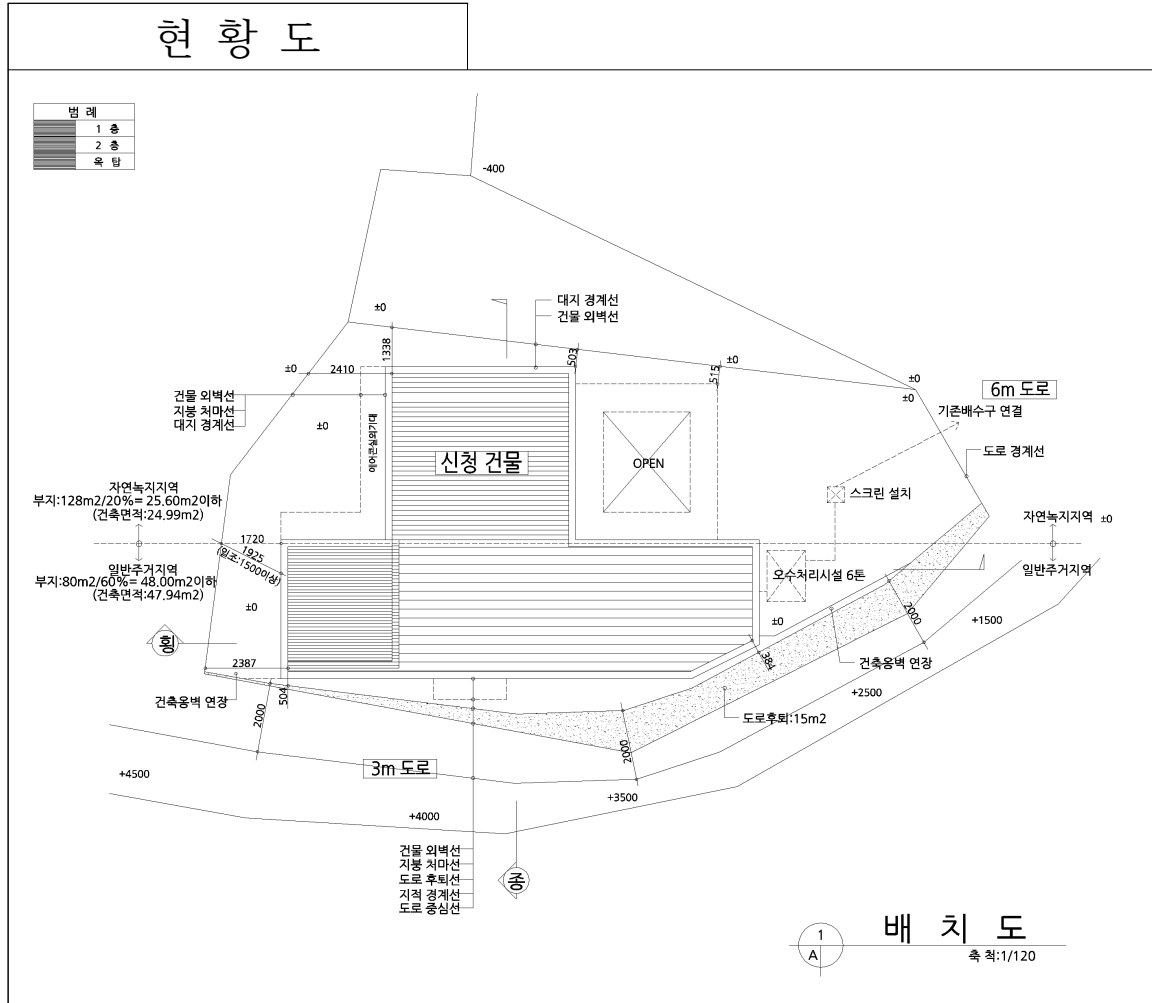 현 황 도
범 례
1 층
2 층
옥 탑
-400
±0
대지 경계선
건물 외벽선
1338
503
515
±0
±0
2410
±0
±0
6m 도로
건물 외벽선
지붕 처마선
대지 경계선
기존배수구 연결
에어콘실외기대
±0
도로 경계선
신청 건물
OPEN
스크린 설치
자연녹지지역
부지:128m2/20%= 25.60m2이하
(건축면적:24.99m2)
자연녹지지역 ±0
1720
1925
(일조:1500이상)
일반주거지역
부지:80m2/60%= 48.00m2이하
(건축면적:47.94m2)
일반주거지역
오수처리시설 6톤
±0
±0
2000
+1500
횡
2387
384
건축옹벽 연장
건축옹벽 연장
504
2000
+2500
도로후퇴:15m2
2000
3m 도로
+4500
+3500
+4000
건물 외벽선
지붕 처마선
도로 후퇴선
지적 경계선
도로 중심선
종
1
A
배 치 도
축 척:1/120